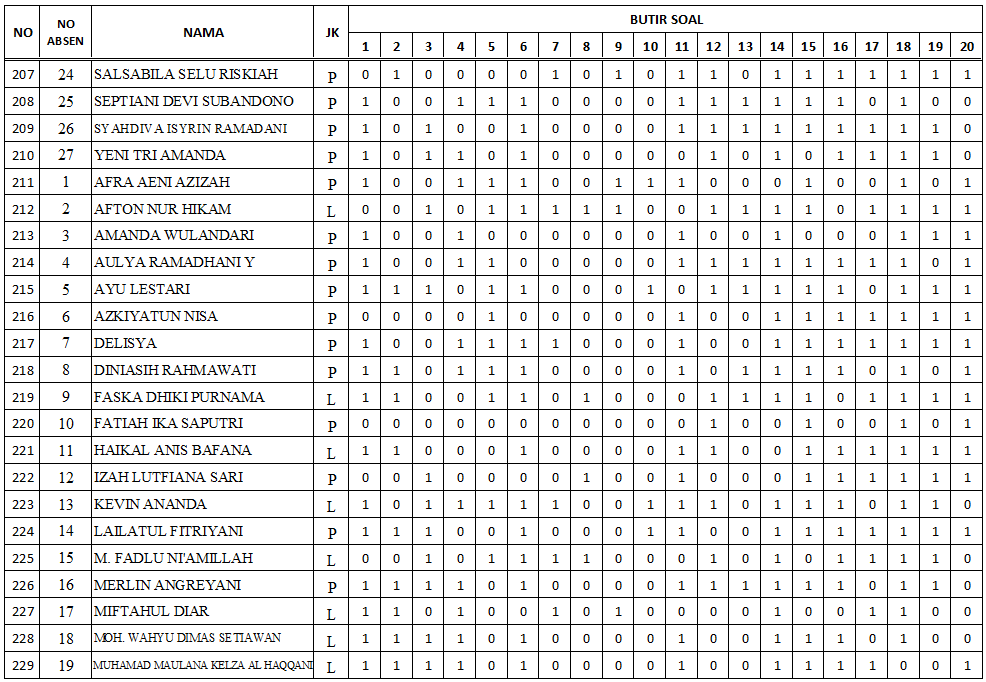 NO NO ABSEN NAMA JK BUTIR SOAL
1 2 3 4 5 6 7 8 9 10 11 12 13 14 15 16 17 18 19 20
207 24 SALSABILA SELU RISKIAH P 0 1 0 0 0 0 1 0 1 0 1 1 0 1 1 1 1 1 1 1
208 25 SEPTIANI DEVI SUBANDONO P 1 0 0 1 1 1 0 0 0 0 1 1 1 1 1 1 0 1 0 0
209 26 SYAHDIVA ISYRIN RAMADANI P 1 0 1 0 0 1 0 0 0 0 1 1 1 1 1 1 1 1 1 0
210 27 YENI TRI AMANDA P 1 0 1 1 0 1 0 0 0 0 0 1 0 1 0 1 1 1 1 0
211 1 AFRA AENI AZIZAH P 1 0 0 1 1 1 0 0 1 1 1 0 0 0 1 0 0 1 0 1
212 2 AFTON NUR HIKAM L 0 0 1 0 1 1 1 1 1 0 0 1 1 1 1 0 1 1 1 1
213 3 AMANDA WULANDARI P 1 0 0 1 0 0 0 0 0 0 1 0 0 1 0 0 0 1 1 1
214 4 AULYA RAMADHANI Y P 1 0 0 1 1 0 0 0 0 0 1 1 1 1 1 1 1 1 0 1
215 5 AYU LESTARI P 1 1 1 0 1 1 0 0 0 1 0 1 1 1 1 1 0 1 1 1
216 6 AZKIYATUN NISA P 0 0 0 0 1 0 0 0 0 0 1 0 0 1 1 1 1 1 1 1
217 7 DELISYA P 1 0 0 1 1 1 1 0 0 0 1 0 0 1 1 1 1 1 1 1
218 8 DINIASIH RAHMAWATI P 1 1 0 1 1 1 0 0 0 0 1 0 1 1 1 1 0 1 0 1
219 9 FASKA DHIKI PURNAMA L 1 1 0 0 1 1 0 1 0 0 0 1 1 1 1 0 1 1 1 1
220 10 FATIAH IKA SAPUTRI P 0 0 0 0 0 0 0 0 0 0 0 1 0 0 1 1 0 1 0 1
221 11 HAIKAL ANIS BAFANA L 1 1 0 0 0 1 0 0 0 0 1 1 0 0 1 1 1 1 1 1
222 12 IZAH LUTFIANA SARI P 0 0 1 0 0 0 0 1 0 0 1 0 0 0 1 1 1 1 1 1
223 13 KEVIN ANANDA L 1 0 1 1 1 1 1 0 0 1 1 1 0 1 1 1 0 1 1 0
224 14 LAILATUL FITRIYANI P 1 1 1 0 0 1 0 0 0 1 1 0 0 1 1 1 1 1 1 1
225 15 M. FADLU NI'AMILLAH L 0 0 1 0 1 1 1 1 0 0 0 1 0 1 0 1 1 1 1 0
226 16 MERLIN ANGREYANI P 1 1 1 1 0 1 0 0 0 0 1 1 1 1 1 1 0 1 1 0
227 17 MIFTAHUL DIAR L 1 1 0 1 0 0 1 0 1 0 0 0 0 1 0 0 1 1 0 0
228 18 MOH. WAHYU DIMAS SETIAWAN L 1 1 1 1 0 1 0 0 0 0 1 0 0 1 1 1 0 1 0 0
229 19 MUHAMAD MAULANA KELZA AL HAQQANI L 1 1 1 1 0 1 0 0 0 0 1 0 0 1 1 1 1 0 0 1